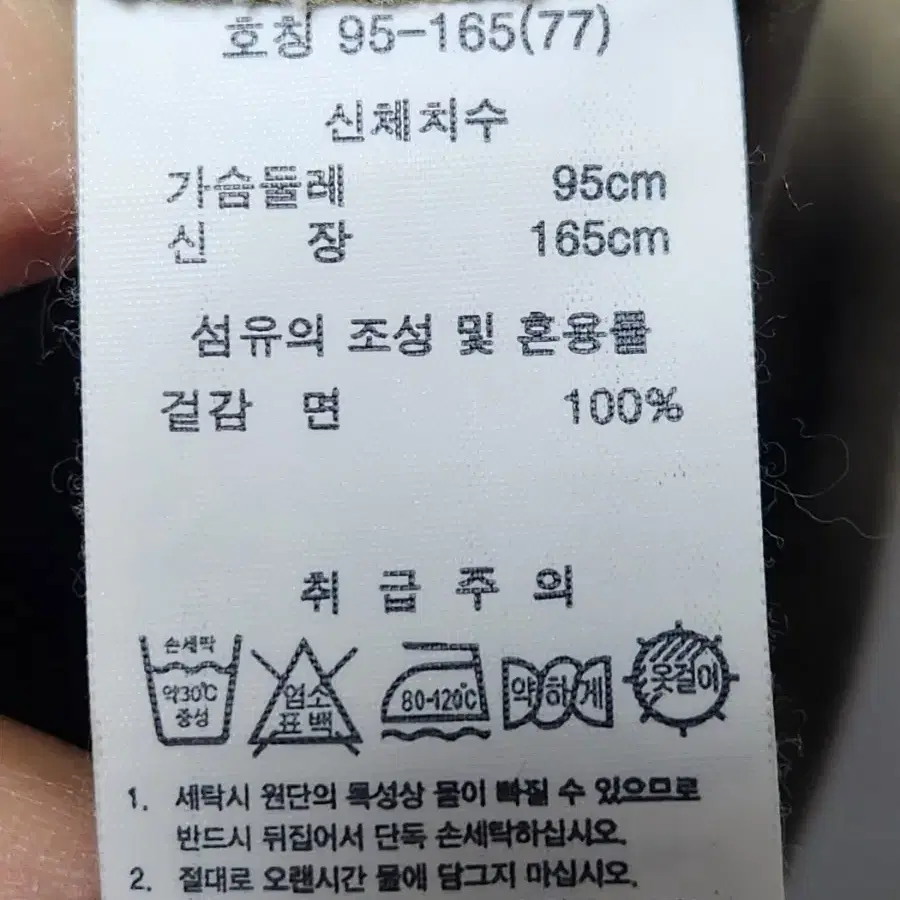 호칭 95-165(77)
신체치수
가슴둘레 95cm
신 장 165cm
섬유의 조성 및 혼용률
겉감 면 100%
취 급 주 의
손세탁
약30℃
중성
염소
표백
80-120℃
약하게
옷걸이
1. 세탁시 원단의 특성상 물이 빠질 수 있으므로
반드시 뒤집어서 단독 손세탁하십시오.
2. 절대로 오랜시간 물에 담그지 마십시오.